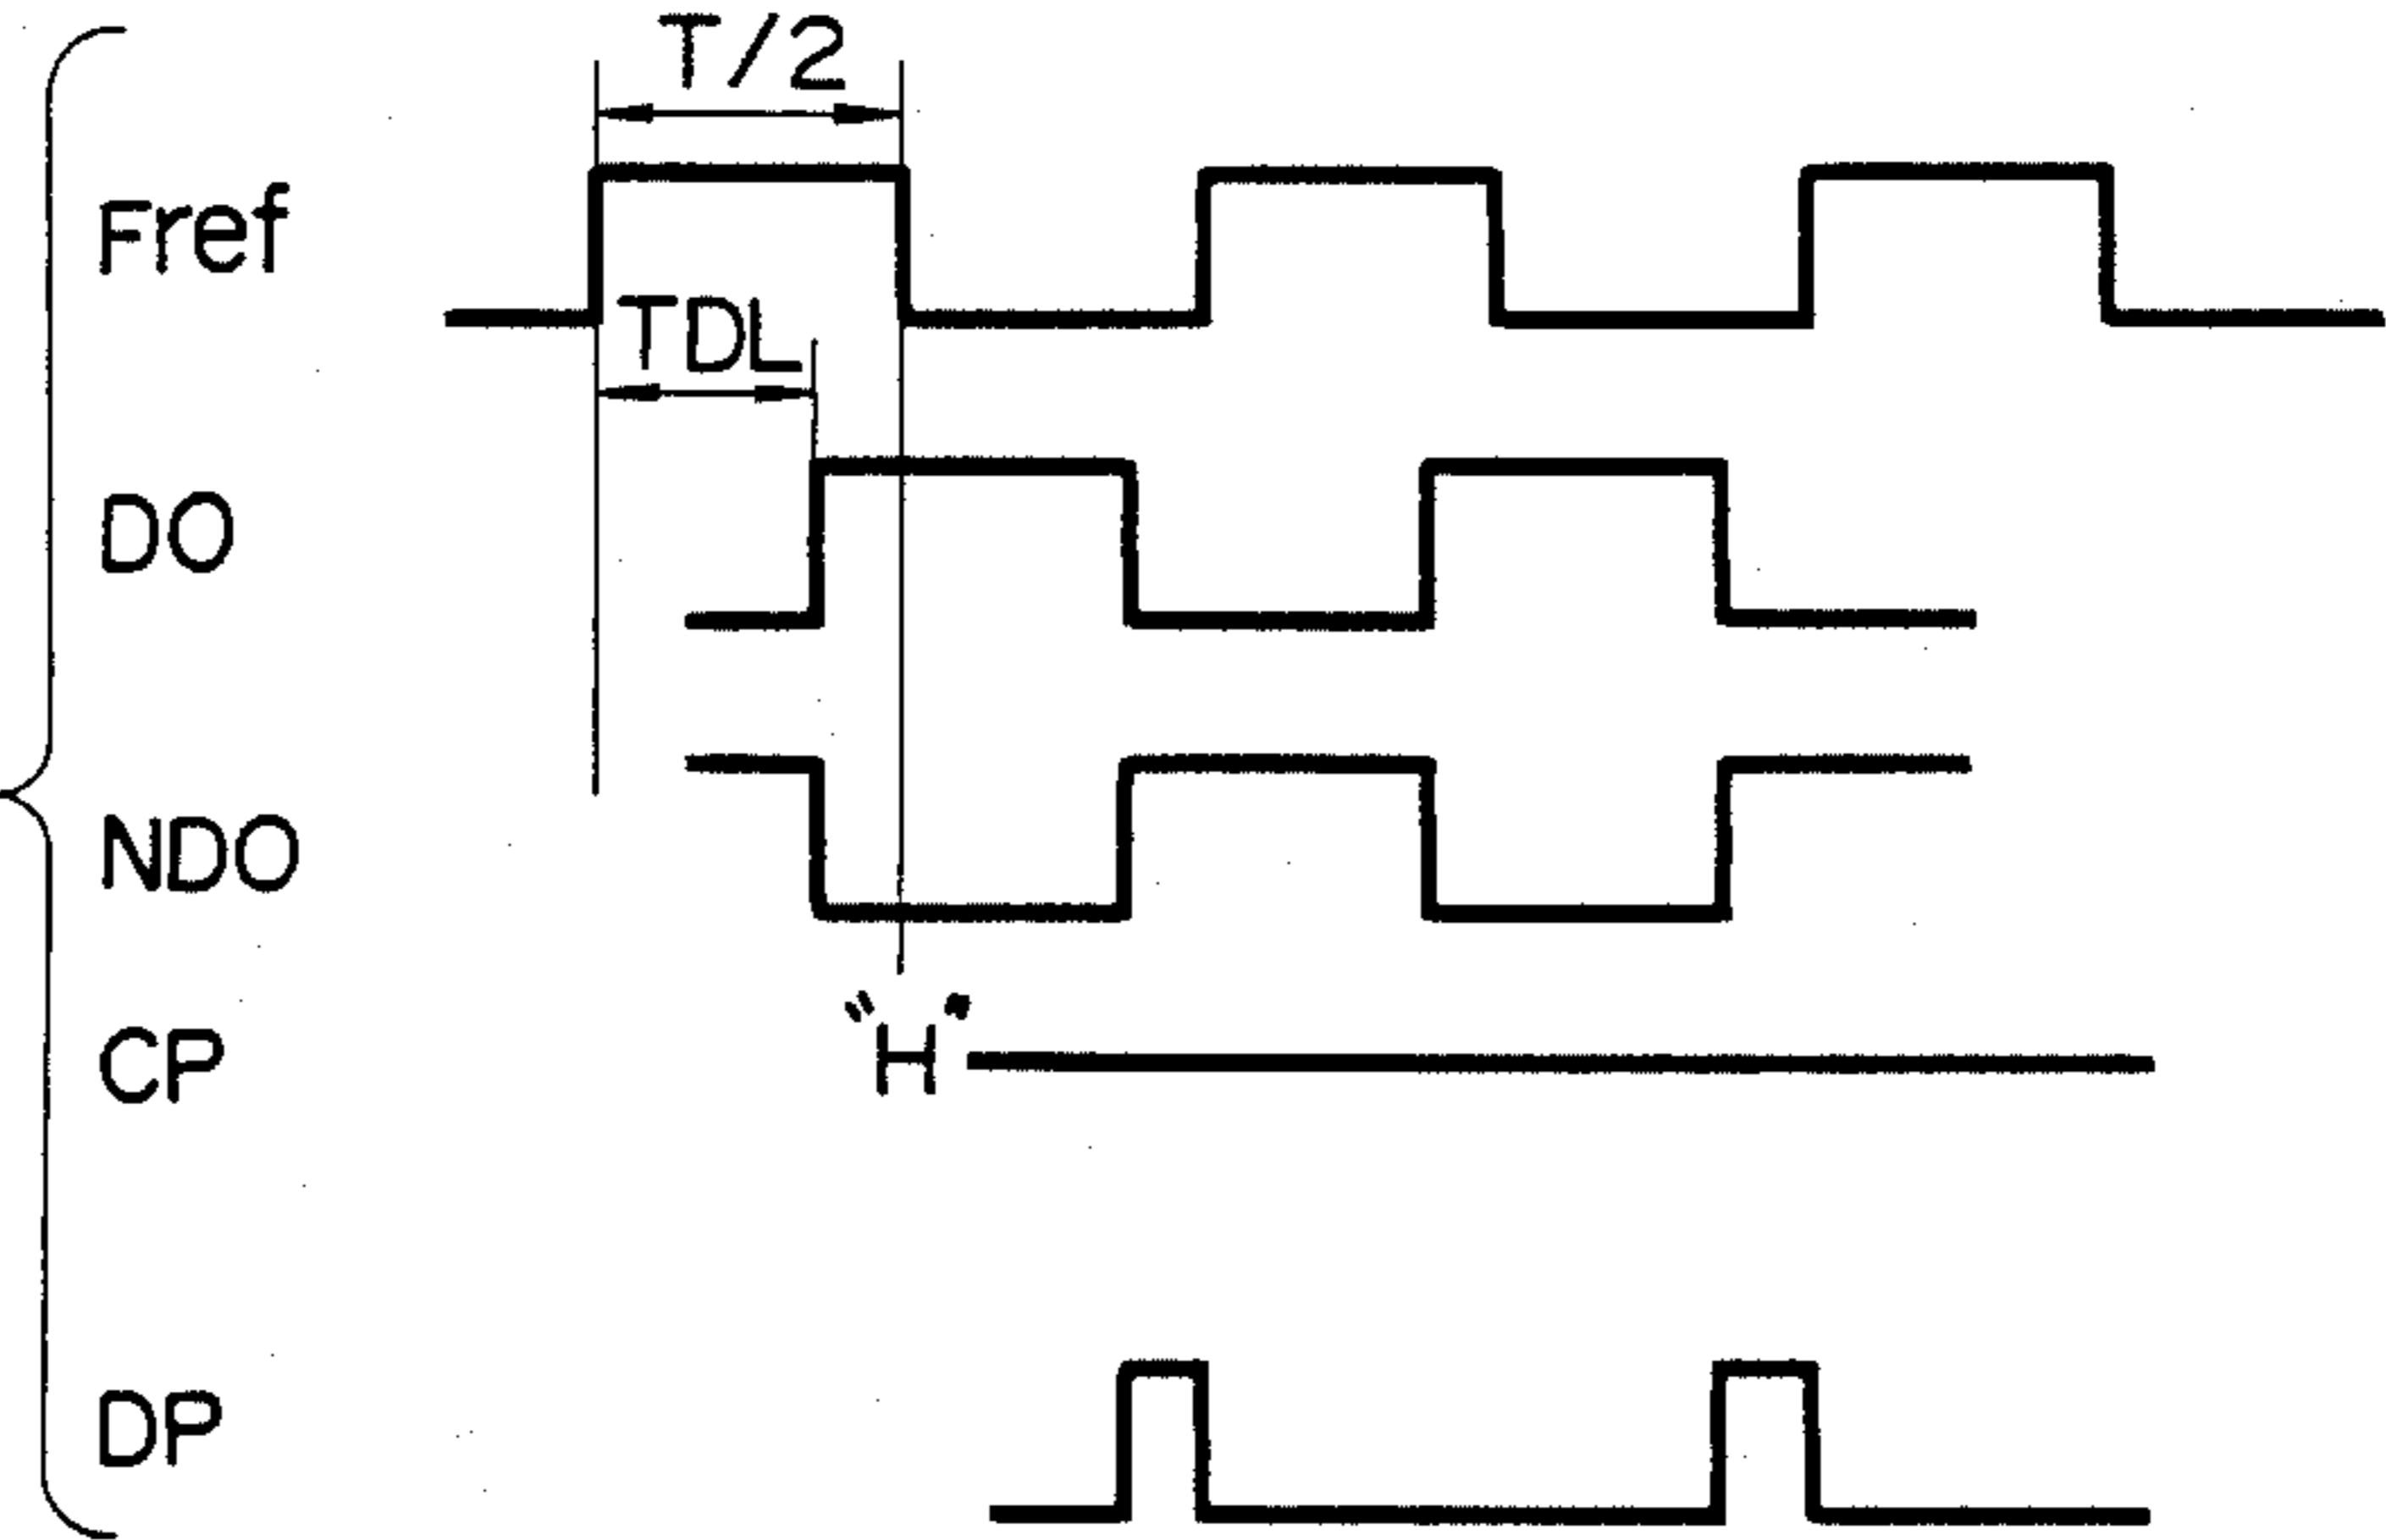 T/2
Fref
TDL
DO
NDO
"H"
CP
DP